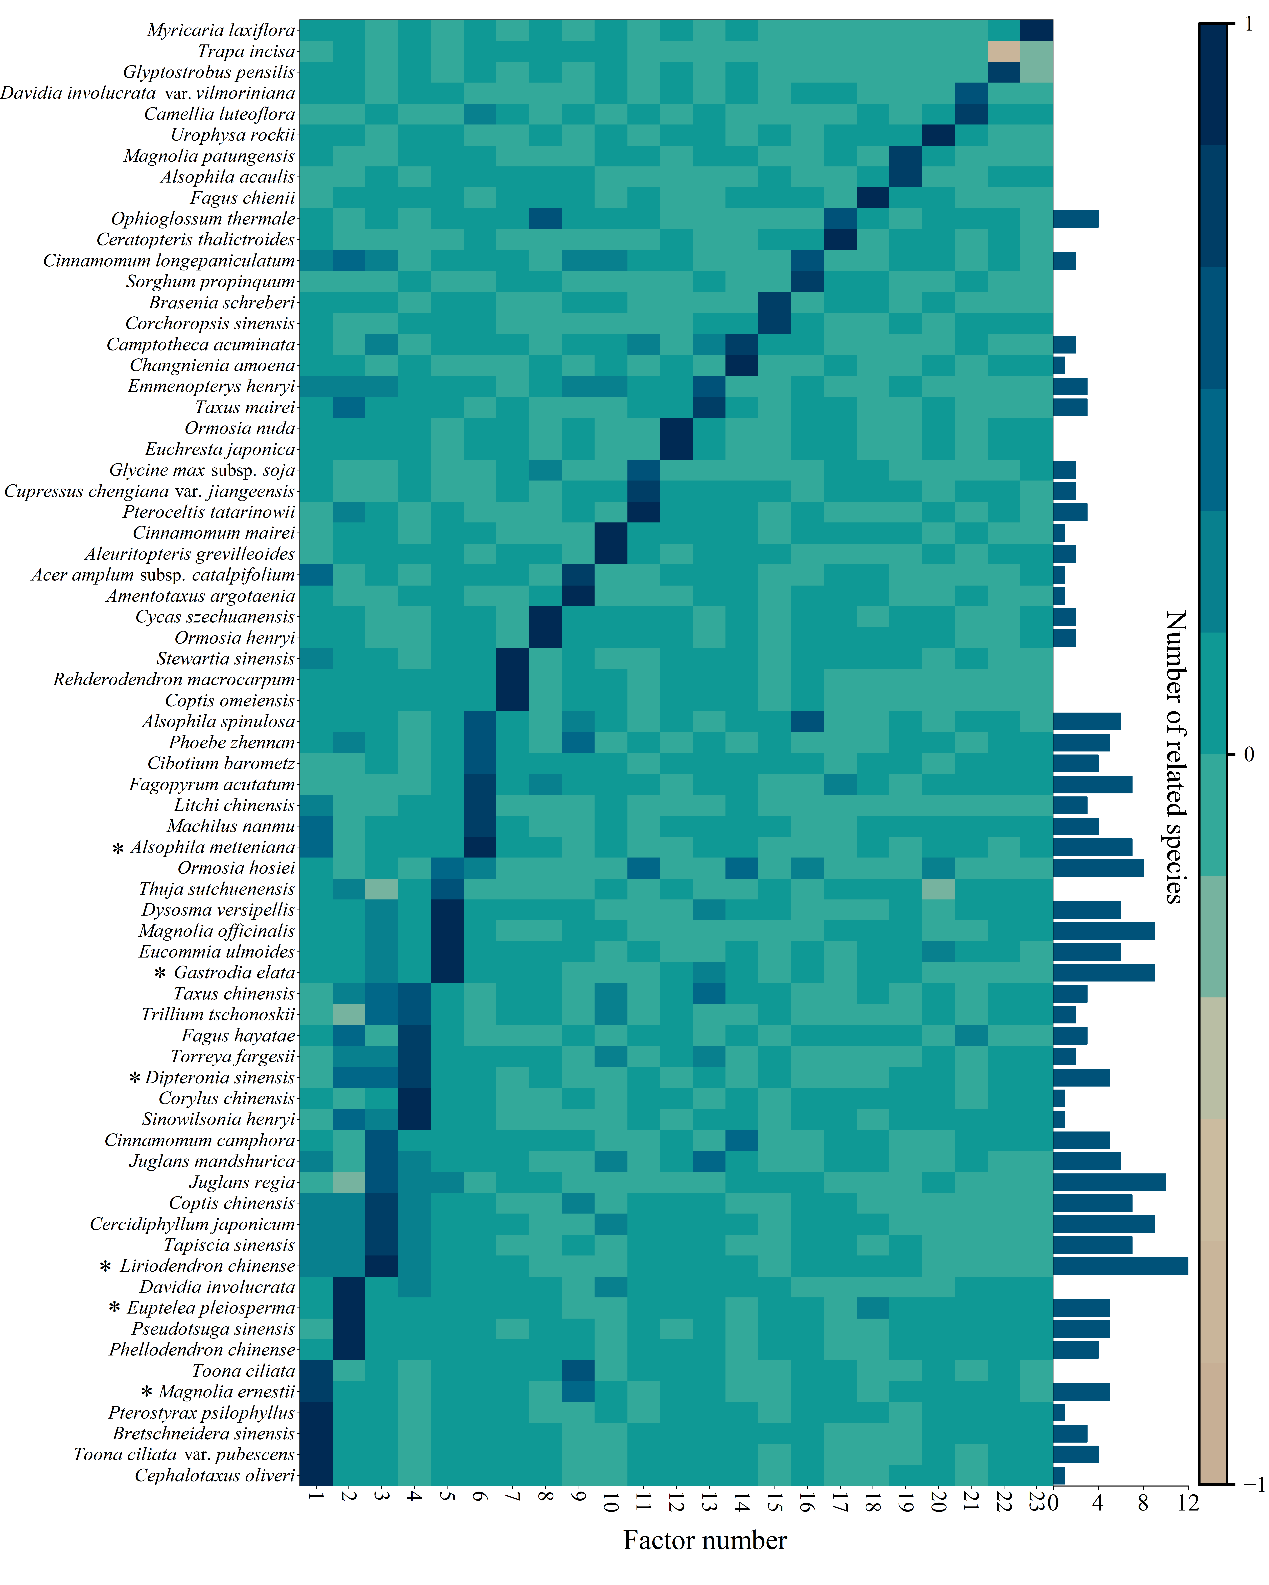 Myricaria laxiflora
Trapa incisa
Glyptostrobus pensilis
Davidia involucrata var. vilmoriniana
Camellia luteoflora
Urophysa rockii
Magnolia patungensis
Alsophila acaulis
Fagus chienii
Ophioglossum thermale
Ceratopteris thalictroides
Cinnamomum longepaniculatum
Sorghum propinquum
Brasenia schreberi
Corchoropsis sinensis
Camptotheca acuminata
Changnienia amoena
Emmenopterys henryi
Taxus mairei
Ormosia nuda
Euchresta japonica
Glycine max subsp. soja
Cupressus chengiana var. jiangeensis
Pteroceltis tatarinowii
Cinnamomum mairei
Aleuritopteris grevilleoides
Acer amplum subsp. catalpifolium
Amentotaxus argotaenia
Cycas szechuanensis
Ormosia henryi
Stewartia sinensis
Rehderodendron macrocarpum
Coptis omeiensis
Alsophila spinulosa
Phoebe zhennan
Cibotium barometz
Fagopyrum acutatum
Litchi chinensis
Machilus nanmu
* Alsophila metteniana
Ormosia hosiei
Thuja sutchuenensis
Dysosma versipellis
Magnolia officinalis
Eucommia ulmoides
* Gastrodia elata
Taxus chinensis
Trillium tschonoskii
Fagus hayatae
Torreya fargesii
* Dipteronia sinensis
Corylus chinensis
Sinowilsonia henryi
Cinnamomum camphora
Juglans mandshurica
Juglans regia
Coptis chinensis
Cercidiphyllum japonicum
Tapiscia sinensis
* Liriodendron chinense
Davidia involucrata
* Euptelea pleiosperma
Pseudotsuga sinensis
Phellodendron chinense
Toona ciliata
* Magnolia ernestii
Pterostyrax psilophyllus
Bretschneidera sinensis
Toona ciliata var. pubescens
Cephalotaxus oliveri
1 2 3 4 5 6 7 8 9 10 11 12 13 14 15 16 17 18 19 20 21 22 23
Factor number
0 4 8 12
Number of related species
1
0
−1